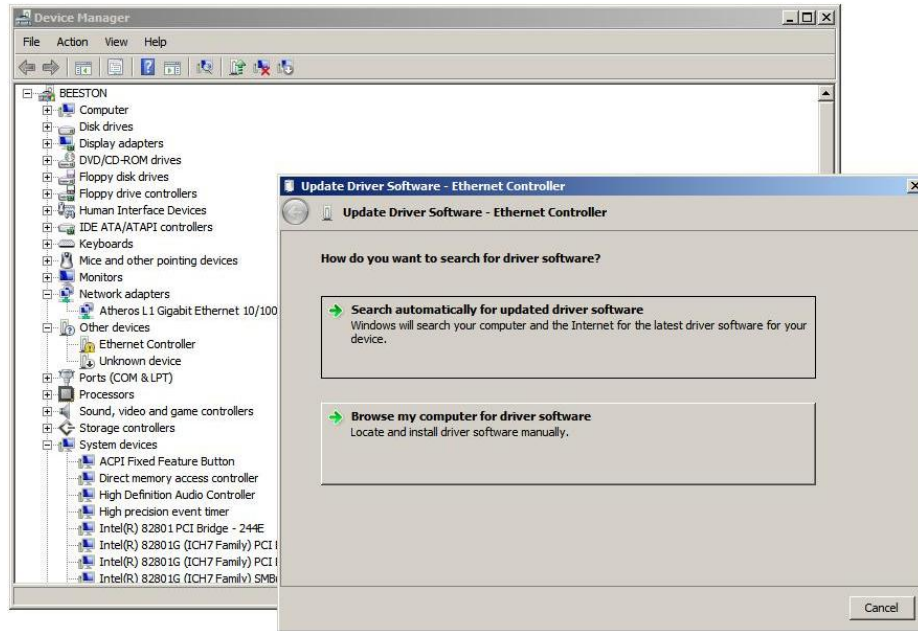 Device Manager
File Action View Help
BEESTON
Computer
Disk drives
Display adapters
DVD/CD-ROM drives
Floppy disk drives
Floppy drive controllers
Human Interface Devices
IDE ATA/ATAPI controllers
Keyboards
Mice and other pointing devices
Monitors
Network adapters
Atheros L1 Gigabit Ethernet 10/100
Other devices
Ethernet Controller
Unknown device
Ports (COM & LPT)
Processors
Sound, video and game controllers
Storage controllers
System devices
ACPI Fixed Feature Button
Direct memory access controller
High Definition Audio Controller
High precision event timer
Intel(R) 82801 PCI Bridge - 244E
Intel(R) 82801G (ICH7 Family) PCI
Intel(R) 82801G (ICH7 Family) PCI
Intel(R) 82801G (ICH7 Family) SMB
Update Driver Software - Ethernet Controller
Update Driver Software - Ethernet Controller
How do you want to search for driver software?
Search automatically for updated driver software
Windows will search your computer and the Internet for the latest driver software for your
device.
Browse my computer for driver software
Locate and install driver software manually.
Cancel